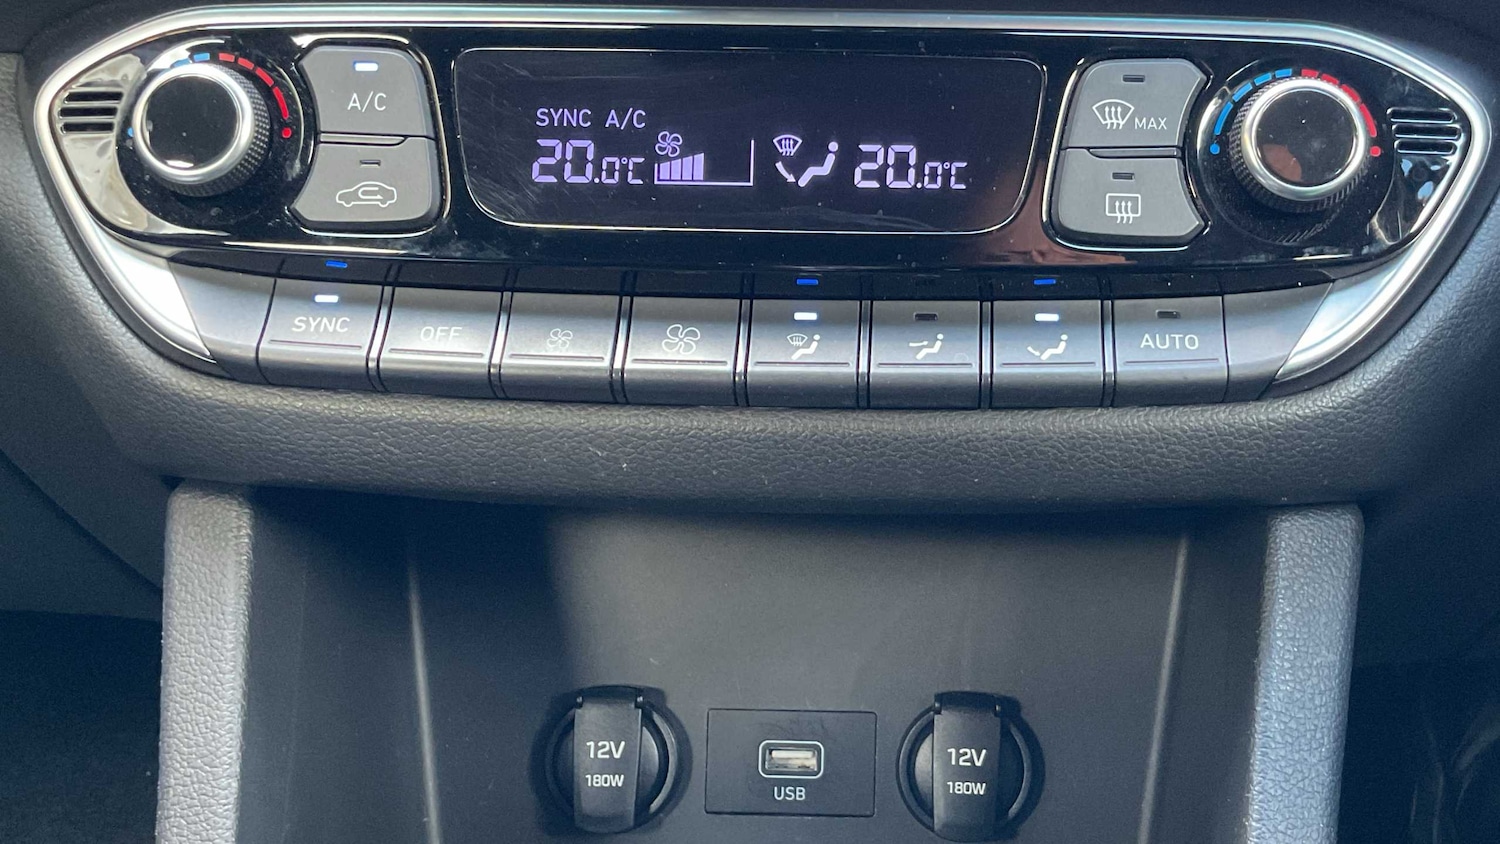 A/C
SYNC A/C
20.0°C
20.0°C
MAX
SYNC
OFF
AUTO
12V
180W
USB
12V
180W